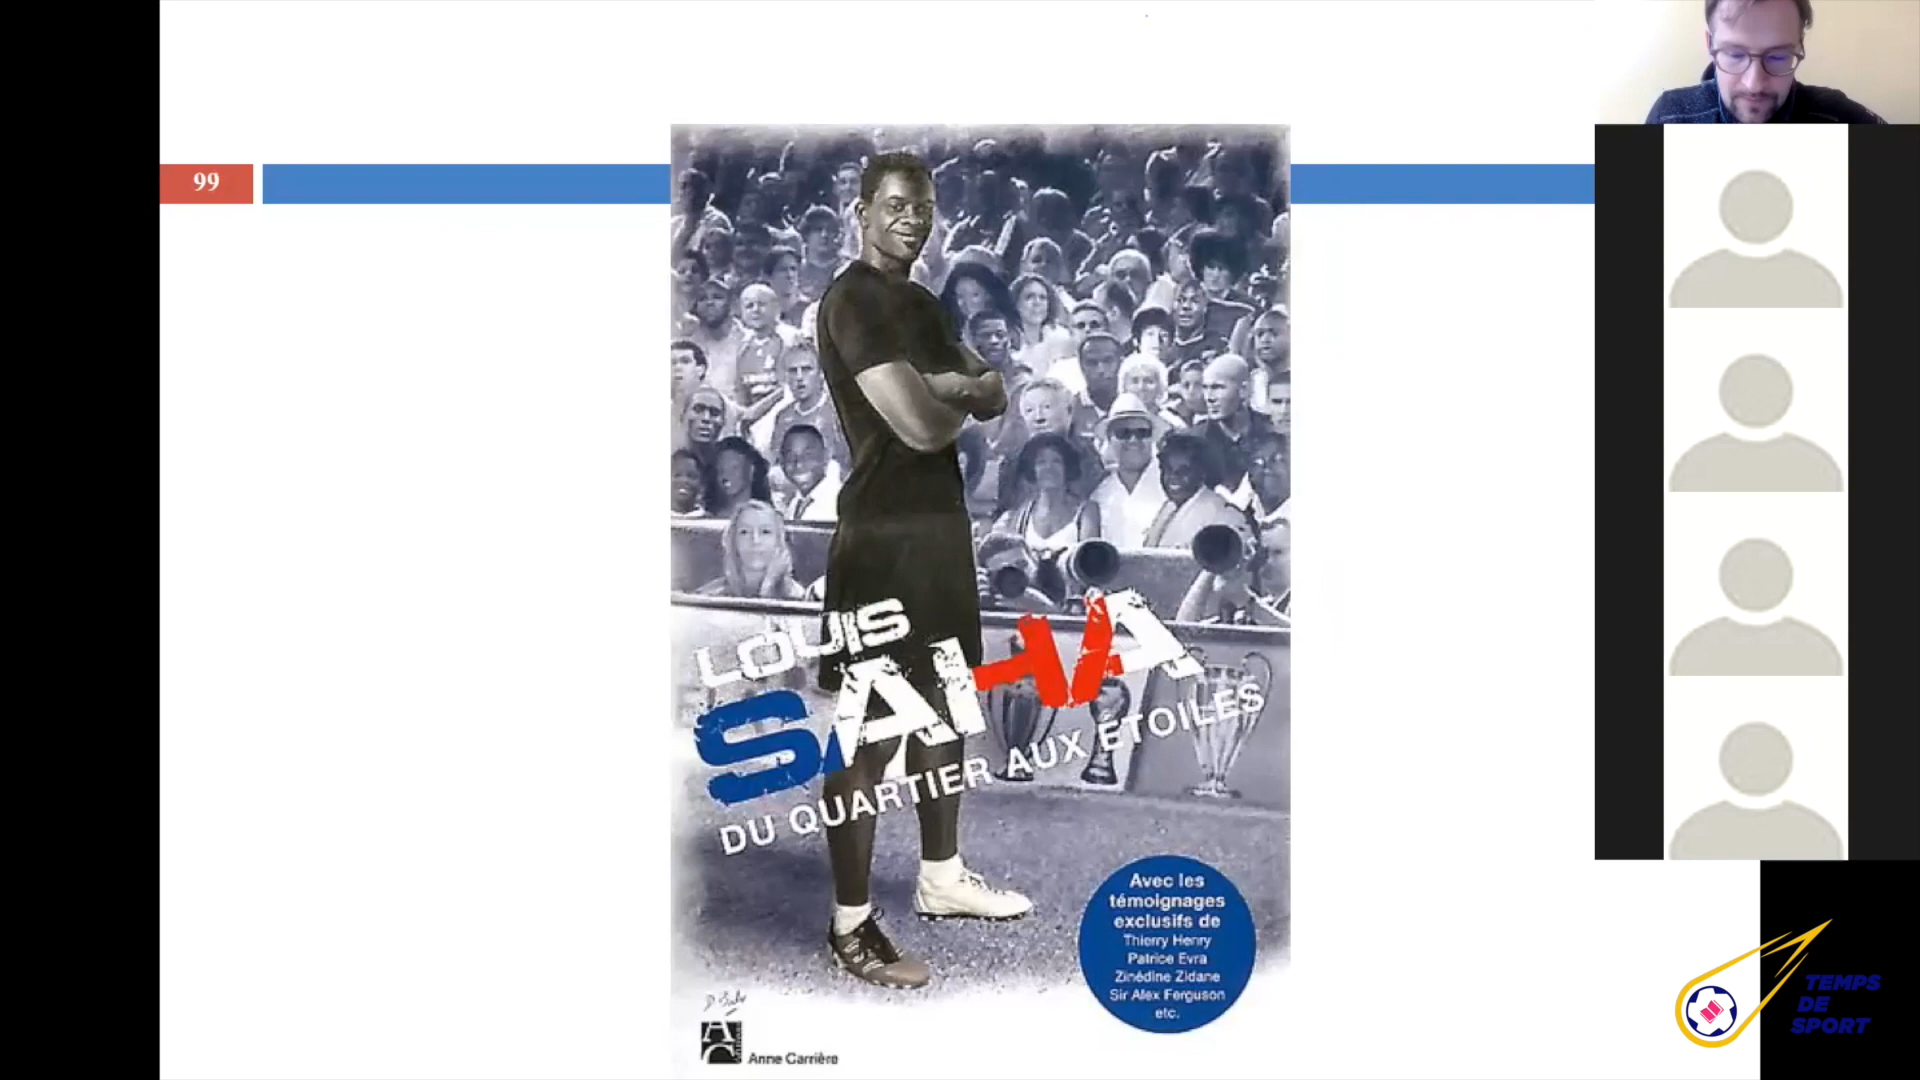 99
LOUIS
SAHA
DU QUARTIER AUX ÉTOILES
Avec les
témoignages
exclusifs de
Thierry Henry
Patrice Evra
Zinédine Zidane
Sir Alex Ferguson
etc.
Anne Carrière
TEMPS
DE
SPORT